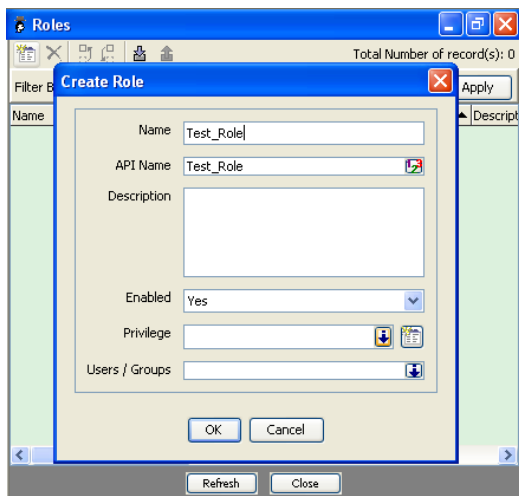 Roles
Total Number of record(s): 0
Filter B
Apply
Name
Descript
Create Role
Name
Test_Role
API Name
Test_Role
Description
Enabled
Yes
Privilege
Users / Groups
OK
Cancel
Refresh
Close